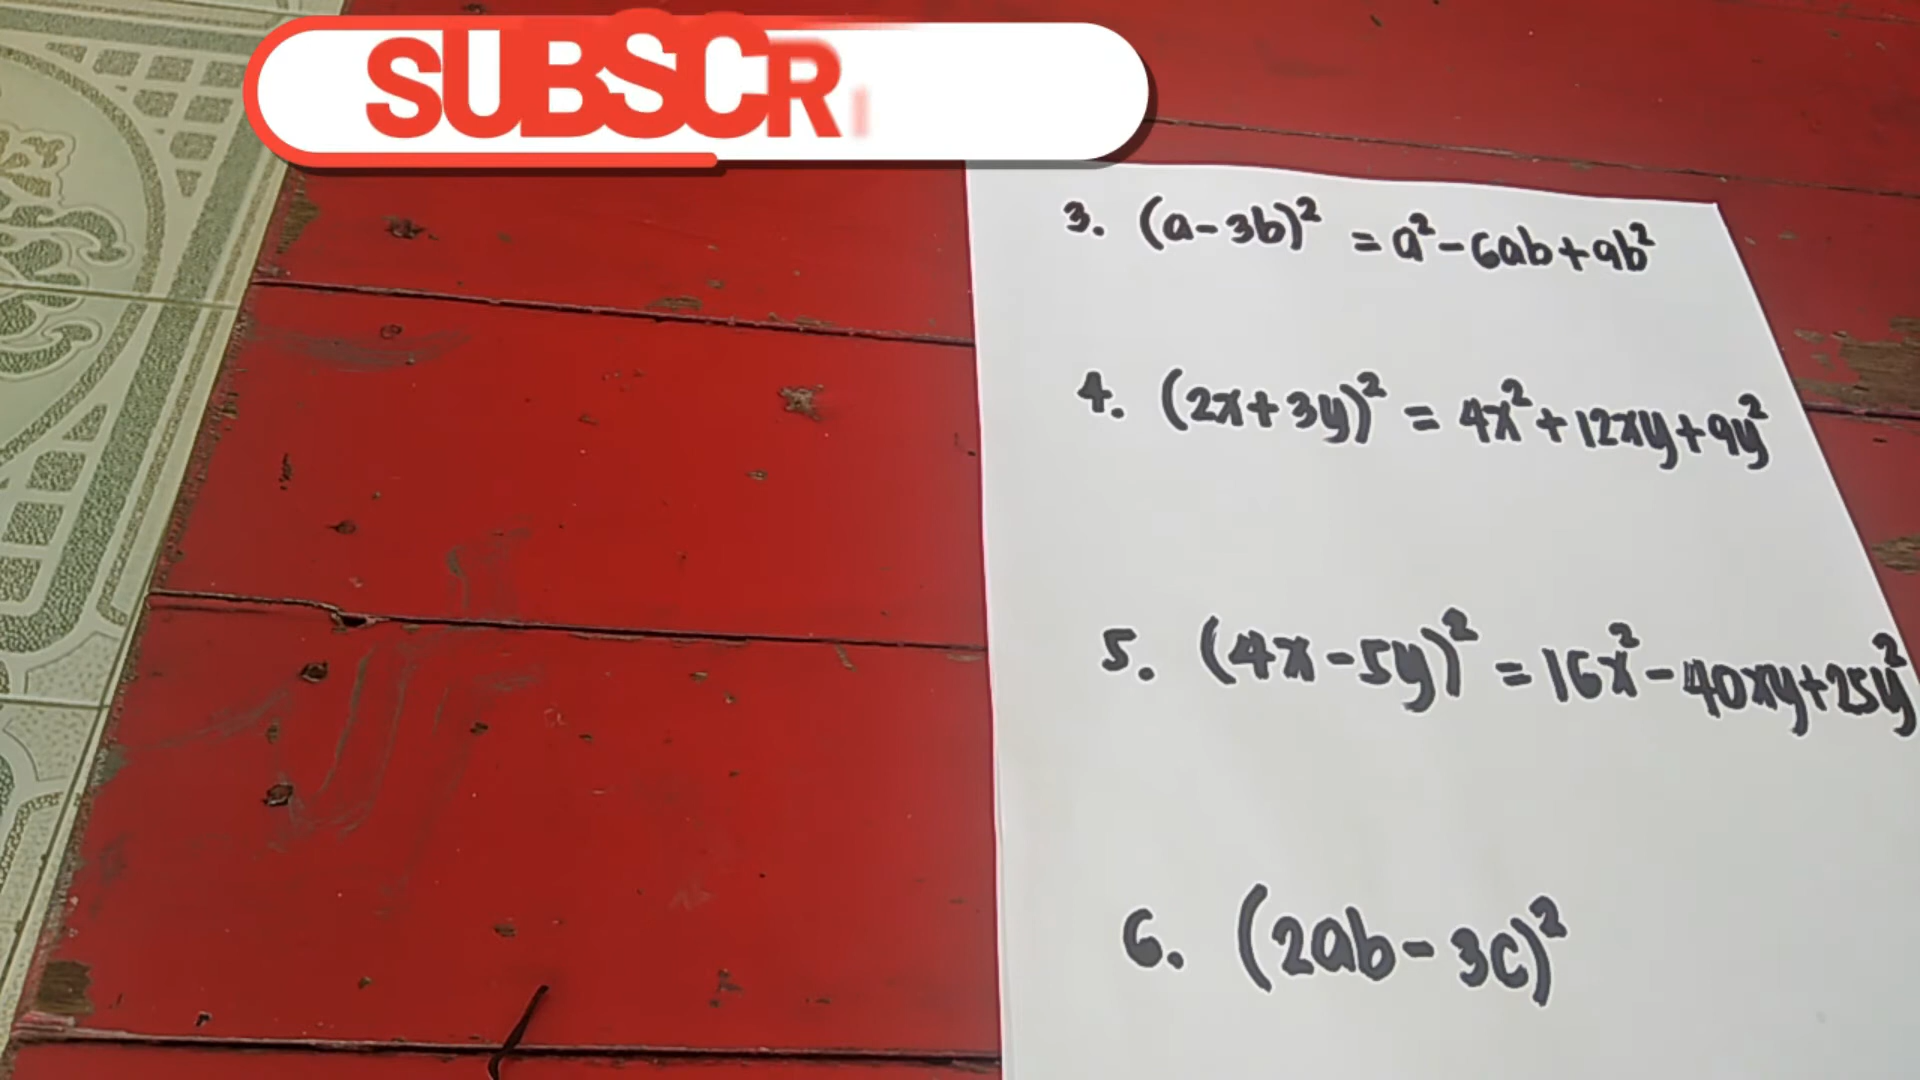 SUBSCR
3. (a-3b)² = a²-6ab+9b²
4. (2x+3y)² = 4x²+12xy+9y²
5. (4x-5y)² = 16x²-40xy+25y²
6. (2ab-3c)²